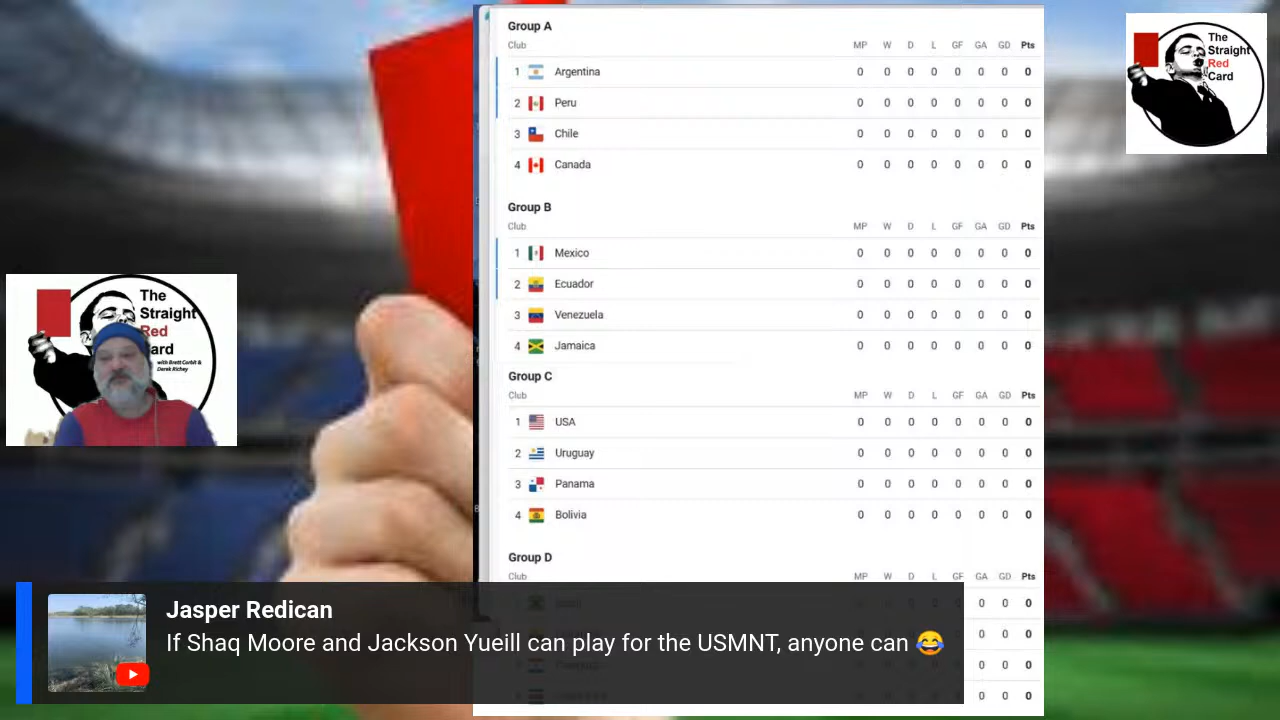 Group A
Club MP W D L GF GA GD Pts
1 Argentina 0 0 0 0 0 0 0 0
2 Peru 0 0 0 0 0 0 0 0
3 Chile 0 0 0 0 0 0 0 0
4 Canada 0 0 0 0 0 0 0 0
Group B
Club MP W D L GF GA GD Pts
1 Mexico 0 0 0 0 0 0 0 0
2 Ecuador 0 0 0 0 0 0 0 0
3 Venezuela 0 0 0 0 0 0 0 0
4 Jamaica 0 0 0 0 0 0 0 0
Group C
Club MP W D L GF GA GD Pts
1 USA 0 0 0 0 0 0 0 0
2 Uruguay 0 0 0 0 0 0 0 0
3 Panama 0 0 0 0 0 0 0 0
4 Bolivia 0 0 0 0 0 0 0 0
Group D
Club MP W D L GF GA GD Pts
0 0 0
0 0 0
0 0 0
0 0 0
The
Straight
Red
Card
The
Straight
Red
ard
with Brett Corbit &
Derek Richey
Jasper Redican
If Shaq Moore and Jackson Yueill can play for the USMNT, anyone can 😂